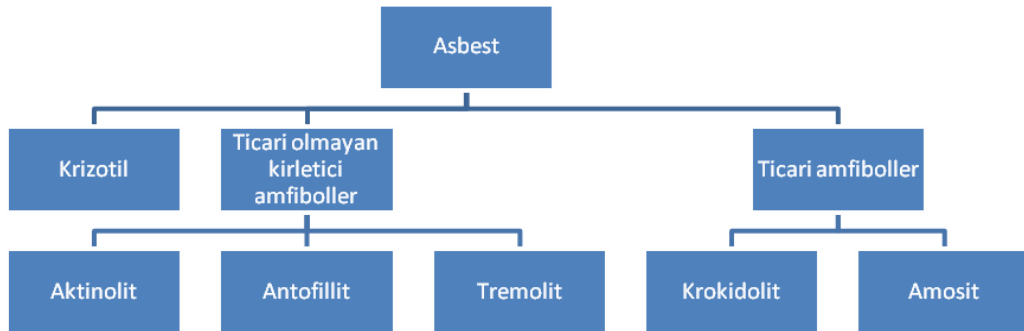 Asbest
Krizotil
Ticari olmayan
kirletici
amfiboller
Ticari amfiboller
Aktinolit
Antofillit
Tremolit
Krokidolit
Amosit